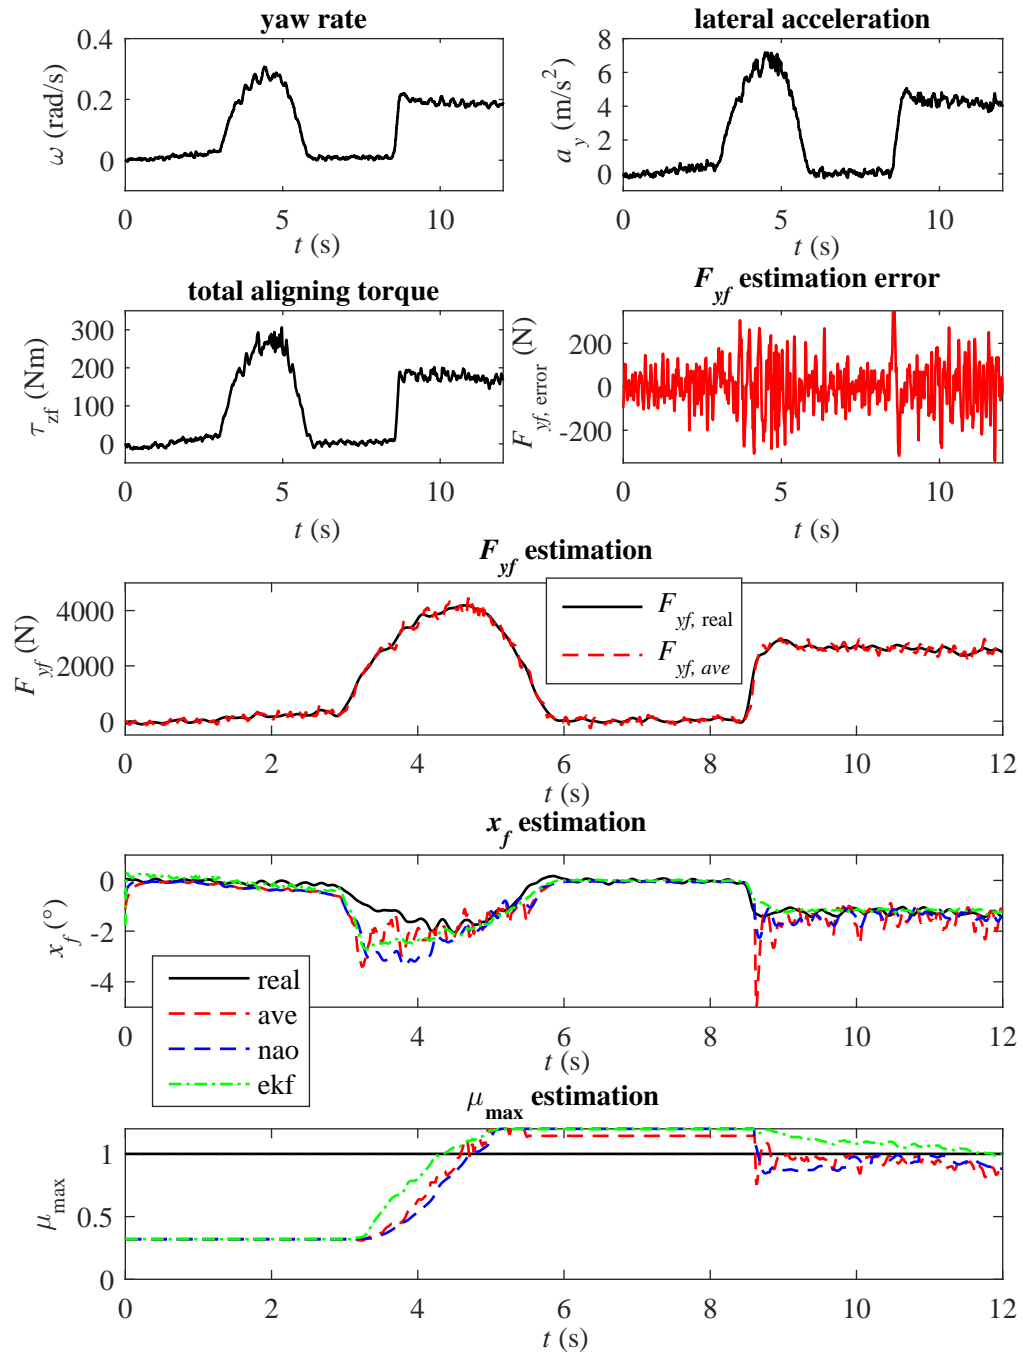 yaw rate
ω (rad/s)
0.4
0.2
0
0
5
10
t (s)
lateral acceleration
a_y (m/s²)
8
6
4
2
0
0
5
10
t (s)
total aligning torque
τ_zf (Nm)
300
200
100
0
0
5
10
t (s)
F_yf estimation error
F_yf, error (N)
200
0
-200
0
5
10
t (s)
F_yf estimation
F_yf (N)
4000
2000
0
F_yf, real
F_yf, ave
0
2
4
6
8
10
12
t (s)
x_f estimation
x_f (°)
0
-2
-4
0
2
4
6
8
10
12
t (s)
real
ave
nao
ekf
μ_max estimation
μ_max
1
0.5
0
0
2
4
6
8
10
12
t (s)